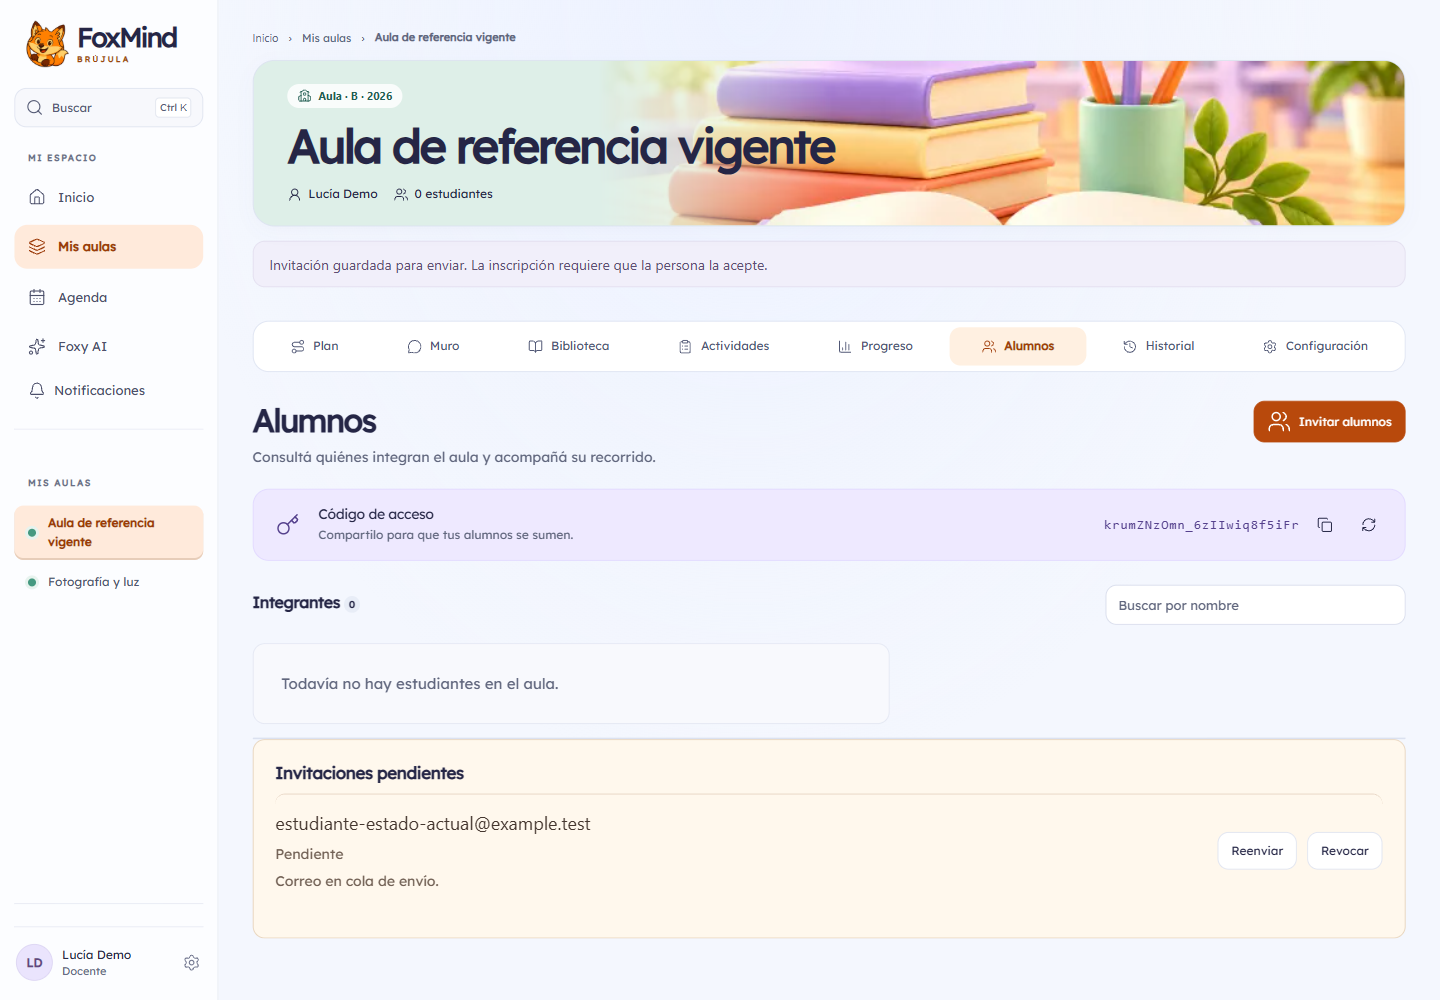 FoxMind
BRÚJULA
Buscar
Ctrl K
MI ESPACIO
Inicio
Mis aulas
Agenda
Foxy AI
Notificaciones
MIS AULAS
Aula de referencia
vigente
Fotografía y luz
LD
Lucía Demo
Docente
Inicio › Mis aulas › Aula de referencia vigente
Aula · B · 2026
Aula de referencia vigente
Lucía Demo 0 estudiantes
Invitación guardada para enviar. La inscripción requiere que la persona la acepte.
Plan Muro Biblioteca Actividades Progreso Alumnos Historial Configuración
Alumnos
Invitar alumnos
Consultá quiénes integran el aula y acompañá su recorrido.
Código de acceso
Compartilo para que tus alumnos se sumen.
krumZNzOmn_6zIIwiq8f5iFr
Integrantes 0
Buscar por nombre
Todavía no hay estudiantes en el aula.
Invitaciones pendientes
estudiante-estado-actual@example.test
Pendiente
Correo en cola de envío.
Reenviar
Revocar